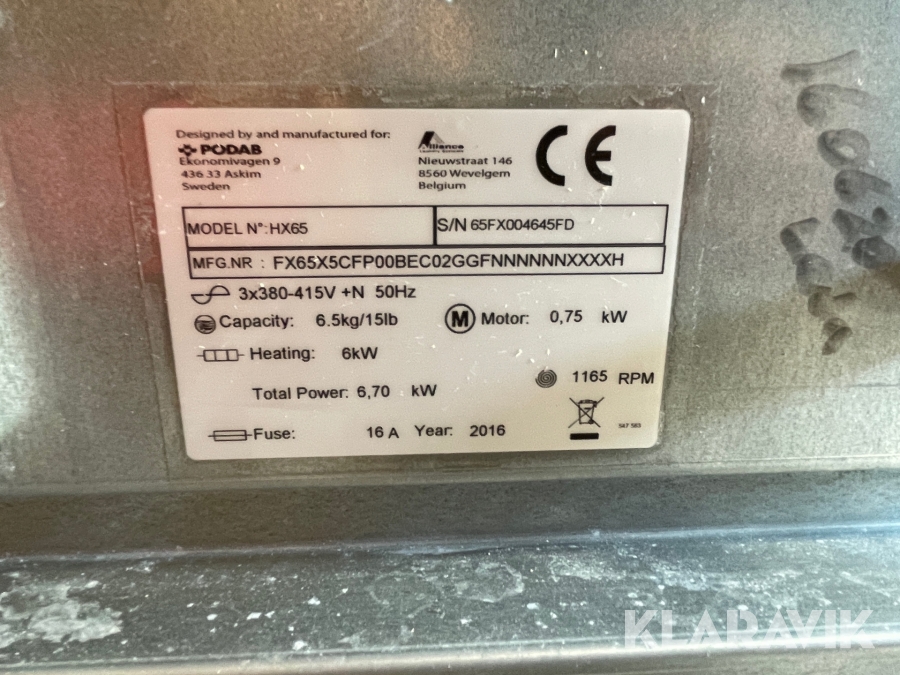 Designed by and manufactured for:
PODAB
Ekonomivagen 9
436 33 Askim
Sweden
Alliance
Nieuwstraat 146
8560 Wevelgem
Belgium
CE
MODEL N°:HX65
S/N 65FX004645FD
MFG.NR : FX65X5CFP00BEC02GGFNNNNNNXXXXH
3x380-415V +N 50Hz
Capacity: 6.5kg/15lb
M Motor: 0,75 kW
Heating: 6kW
1165 RPM
Total Power: 6,70 kW
Fuse: 16 A Year: 2016
547 583
KLARAVIK